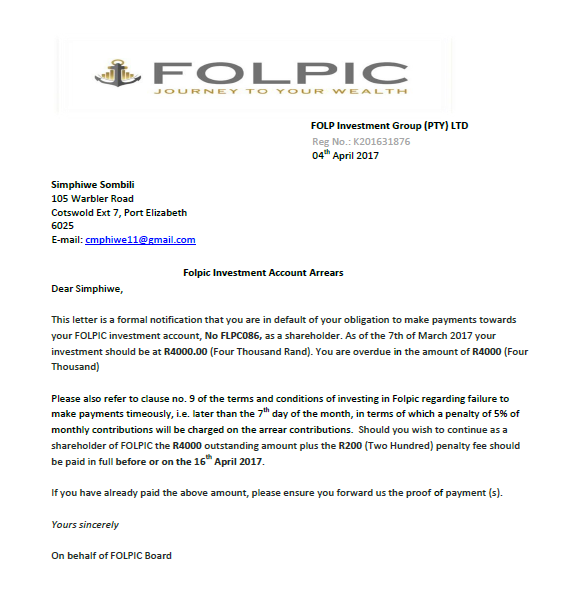 FOLPIC
JOURNEY TO YOUR WEALTH
FOLP Investment Group (PTY) LTD
Reg No.: K201631876
04th April 2017
Simphiwe Sombili
105 Warbler Road
Cotswold Ext 7, Port Elizabeth
6025
E-mail: cmphiwe11@gmail.com
Folpic Investment Account Arrears
Dear Simphiwe,
This letter is a formal notification that you are in default of your obligation to make payments towards
your FOLPIC investment account, No FLPC086, as a shareholder. As of the 7th of March 2017 your
investment should be at R4000.00 (Four Thousand Rand). You are overdue in the amount of R4000 (Four
Thousand)
Please also refer to clause no. 9 of the terms and conditions of investing in Folpic regarding failure to
make payments timeously, i.e. later than the 7th day of the month, in terms of which a penalty of 5% of
monthly contributions will be charged on the arrear contributions.  Should you wish to continue as a
shareholder of FOLPIC the R4000 outstanding amount plus the R200 (Two Hundred) penalty fee should
be paid in full before or on the 16th April 2017.
If you have already paid the above amount, please ensure you forward us the proof of payment (s).
Yours sincerely
On behalf of FOLPIC Board